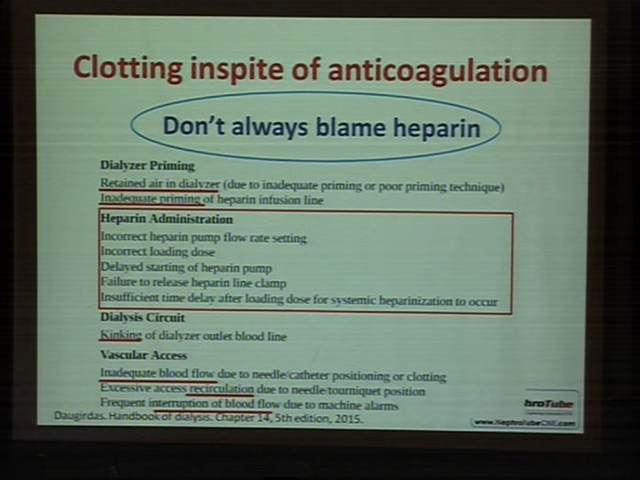 Clotting inspite of anticoagulation
Don't always blame heparin
Dialyzer Priming
Retained air in dialyzer (due to inadequate priming or poor priming technique)
Inadequate priming of heparin infusion line
Heparin Administration
Incorrect heparin pump flow rate setting
Incorrect loading dose
Delayed starting of heparin pump
Failure to release heparin line clamp
Insufficient time delay after loading dose for systemic heparinization to occur
Dialysis Circuit
Kinking of dialyzer outlet blood line
Vascular Access
Inadequate blood flow due to needle/catheter positioning or clotting
Excessive access recirculation due to needle/tourniquet position
Frequent interruption of blood flow due to machine alarms
Daugirdas. Handbook of dialysis. Chapter 14, 5th edition, 2015.
hroTube
www.NephroTubeCNE.com